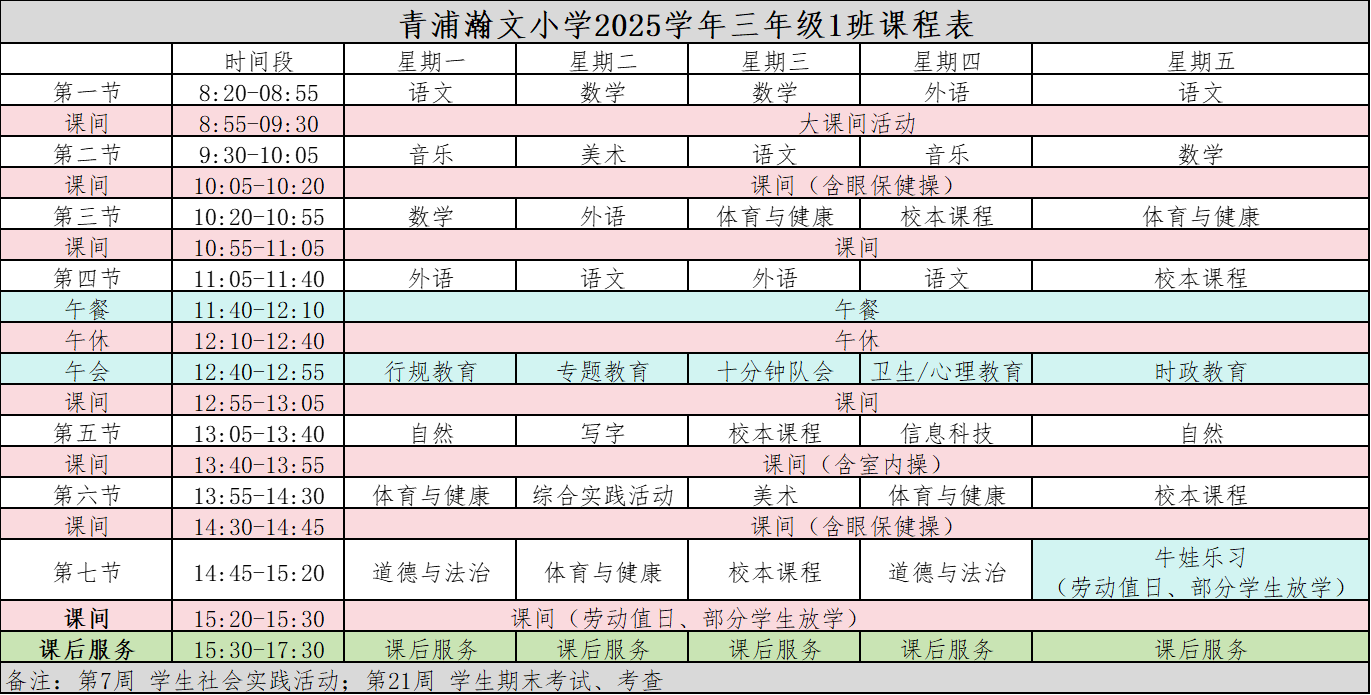 青浦瀚文小学2025学年三年级1班课程表
时间段 星期一 星期二 星期三 星期四 星期五
第一节 8:20-08:55 语文 数学 数学 外语 语文
课间 8:55-09:30 大课间活动
第二节 9:30-10:05 音乐 美术 语文 音乐 数学
课间 10:05-10:20 课间（含眼保健操）
第三节 10:20-10:55 数学 外语 体育与健康 校本课程 体育与健康
课间 10:55-11:05 课间
第四节 11:05-11:40 外语 语文 外语 语文 校本课程
午餐 11:40-12:10 午餐
午休 12:10-12:40 午休
午会 12:40-12:55 行规教育 专题教育 十分钟队会 卫生/心理教育 时政教育
课间 12:55-13:05 课间
第五节 13:05-13:40 自然 写字 校本课程 信息科技 自然
课间 13:40-13:55 课间（含室内操）
第六节 13:55-14:30 体育与健康 综合实践活动 美术 体育与健康 校本课程
课间 14:30-14:45 课间（含眼保健操）
第七节 14:45-15:20 道德与法治 体育与健康 校本课程 道德与法治 牛娃乐习
（劳动值日、部分学生放学）
课间 15:20-15:30 课间（劳动值日、部分学生放学）
课后服务 15:30-17:30 课后服务 课后服务 课后服务 课后服务 课后服务
备注：第7周 学生社会实践活动；第21周 学生期末考试、考查